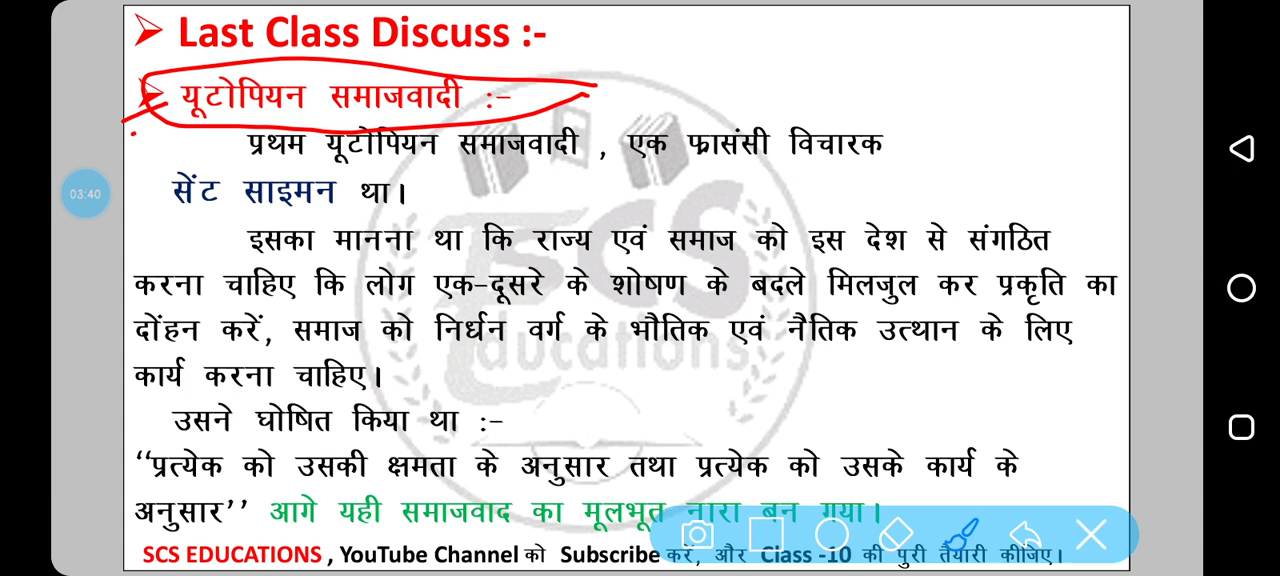 Last Class Discuss :-
यूटोपियन समाजवादी :-
प्रथम यूटोपियन समाजवादी , एक फ्रासंसी विचारक
सेंट साइमन था।
03:40
इसका मानना था कि राज्य एवं समाज को इस देश से संगठित
करना चाहिए कि लोग एक-दूसरे के शोषण के बदले मिलजुल कर प्रकृति का
दोंहन करें, समाज को निर्धन वर्ग के भौतिक एवं नैतिक उत्थान के लिए
कार्य करना चाहिए।
उसने घोषित किया था :-
‘‘प्रत्येक को उसकी क्षमता के अनुसार तथा प्रत्येक को उसके कार्य के
अनुसार’’ आगे यही समाजवाद का मूलभूत नारा बन गया।
SCS EDUCATIONS , YouTube Channel को Subscribe करें, और Class -10 की पुरी तैयारी कीजिए।
SCS
Educations